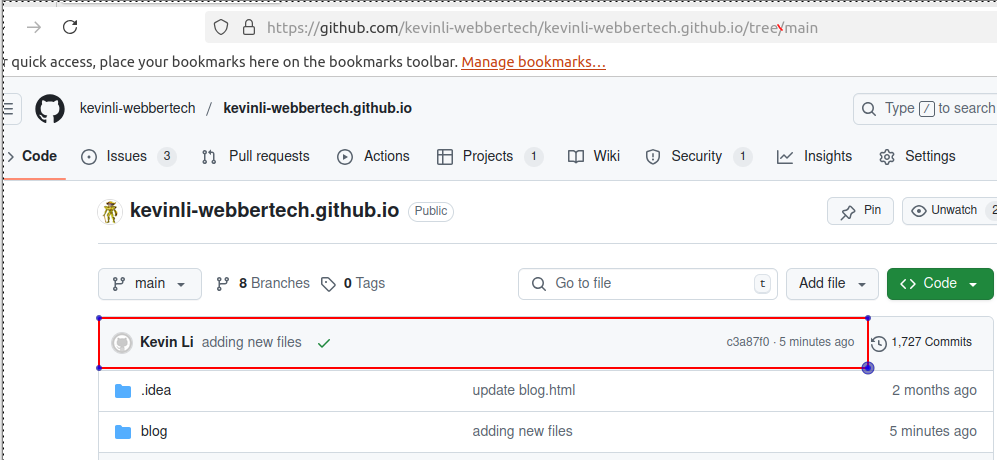 https://github.com/kevinli-webbertech/kevinli-webbertech.github.io/tree/main
r quick access, place your bookmarks here on the bookmarks toolbar. Manage bookmarks…
kevinli-webbertech / kevinli-webbertech.github.io Type / to search
Code Issues 3 Pull requests Actions Projects 1 Wiki Security 1 Insights Settings
kevinli-webbertech.github.io Public Pin Unwatch 2
main 8 Branches 0 Tags Go to file t Add file Code
Kevin Li adding new files c3a87f0 · 5 minutes ago 1,727 Commits
.idea update blog.html 2 months ago
blog adding new files 5 minutes ago